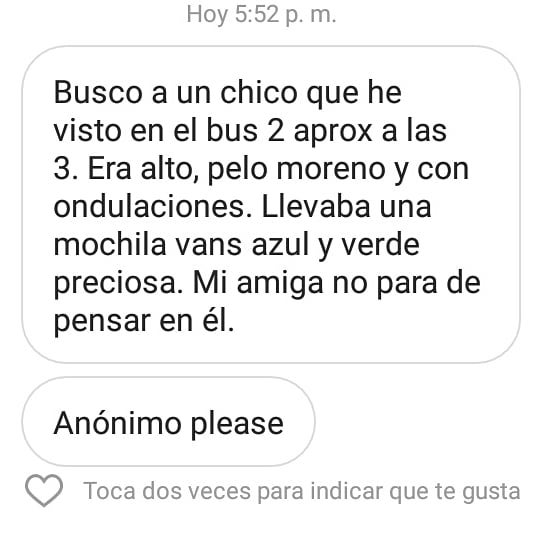 Hoy 5:52 p. m.
Busco a un chico que he
visto en el bus 2 aprox a las
3. Era alto, pelo moreno y con
ondulaciones. Llevaba una
mochila vans azul y verde
preciosa. Mi amiga no para de
pensar en él.
Anónimo please
Toca dos veces para indicar que te gusta